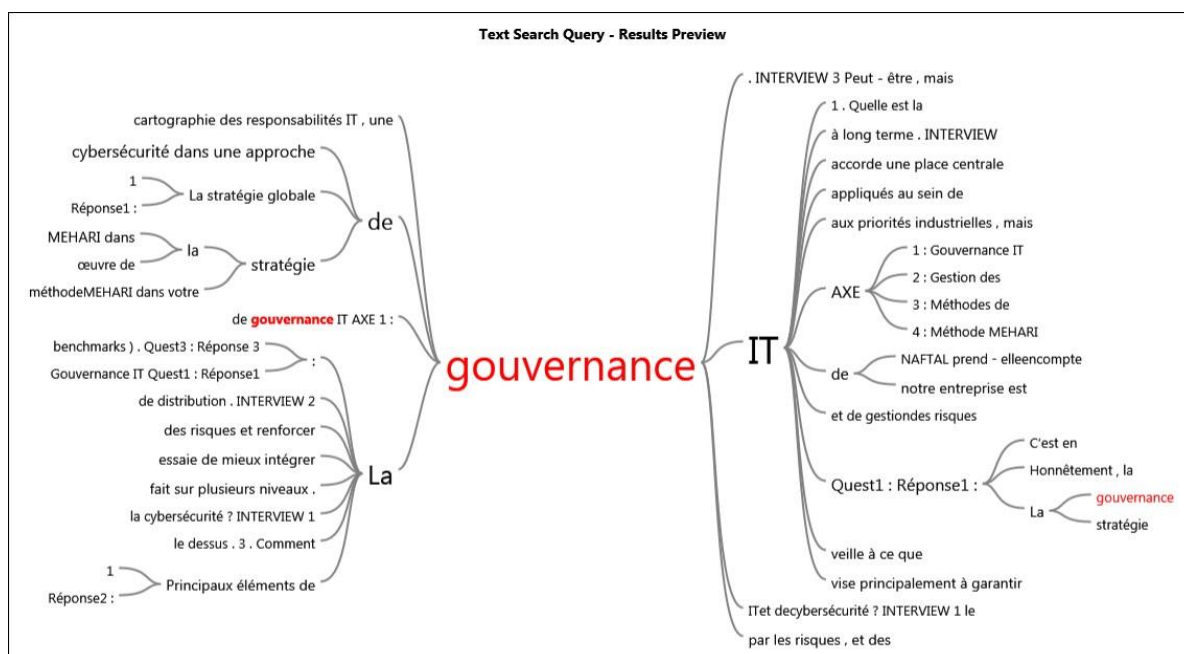 Text Search Query - Results Preview
cartographie des responsabilités IT , une
cybersécurité dans une approche
1
Réponse1 :
La stratégie globale
MEHARI dans
œuvre de
la
méthodeMEHARI dans votre
stratégie
de
de gouvernance IT AXE 1 :
benchmarks ) . Quest3 : Réponse 3
Gouvernance IT Quest1 : Réponse1
:
de distribution . INTERVIEW 2
des risques et renforcer
essaie de mieux intégrer
fait sur plusieurs niveaux .
la cybersécurité ? INTERVIEW 1
le dessus . 3 . Comment
1
Réponse2 :
Principaux éléments de
La
gouvernance
. INTERVIEW 3 Peut - être , mais
IT
1 . Quelle est la
à long terme . INTERVIEW
accorde une place centrale
appliqués au sein de
aux priorités industrielles , mais
AXE
1 : Gouvernance IT
2 : Gestion des
3 : Méthodes de
4 : Méthode MEHARI
de
NAFTAL prend - elleencompte
notre entreprise est
et de gestiondes risques
Quest1 : Réponse1 :
C'est en
Honnêtement , la
La
gouvernance
stratégie
veille à ce que
vise principalement à garantir
ITet decybersécurité ? INTERVIEW 1 le
par les risques , et des